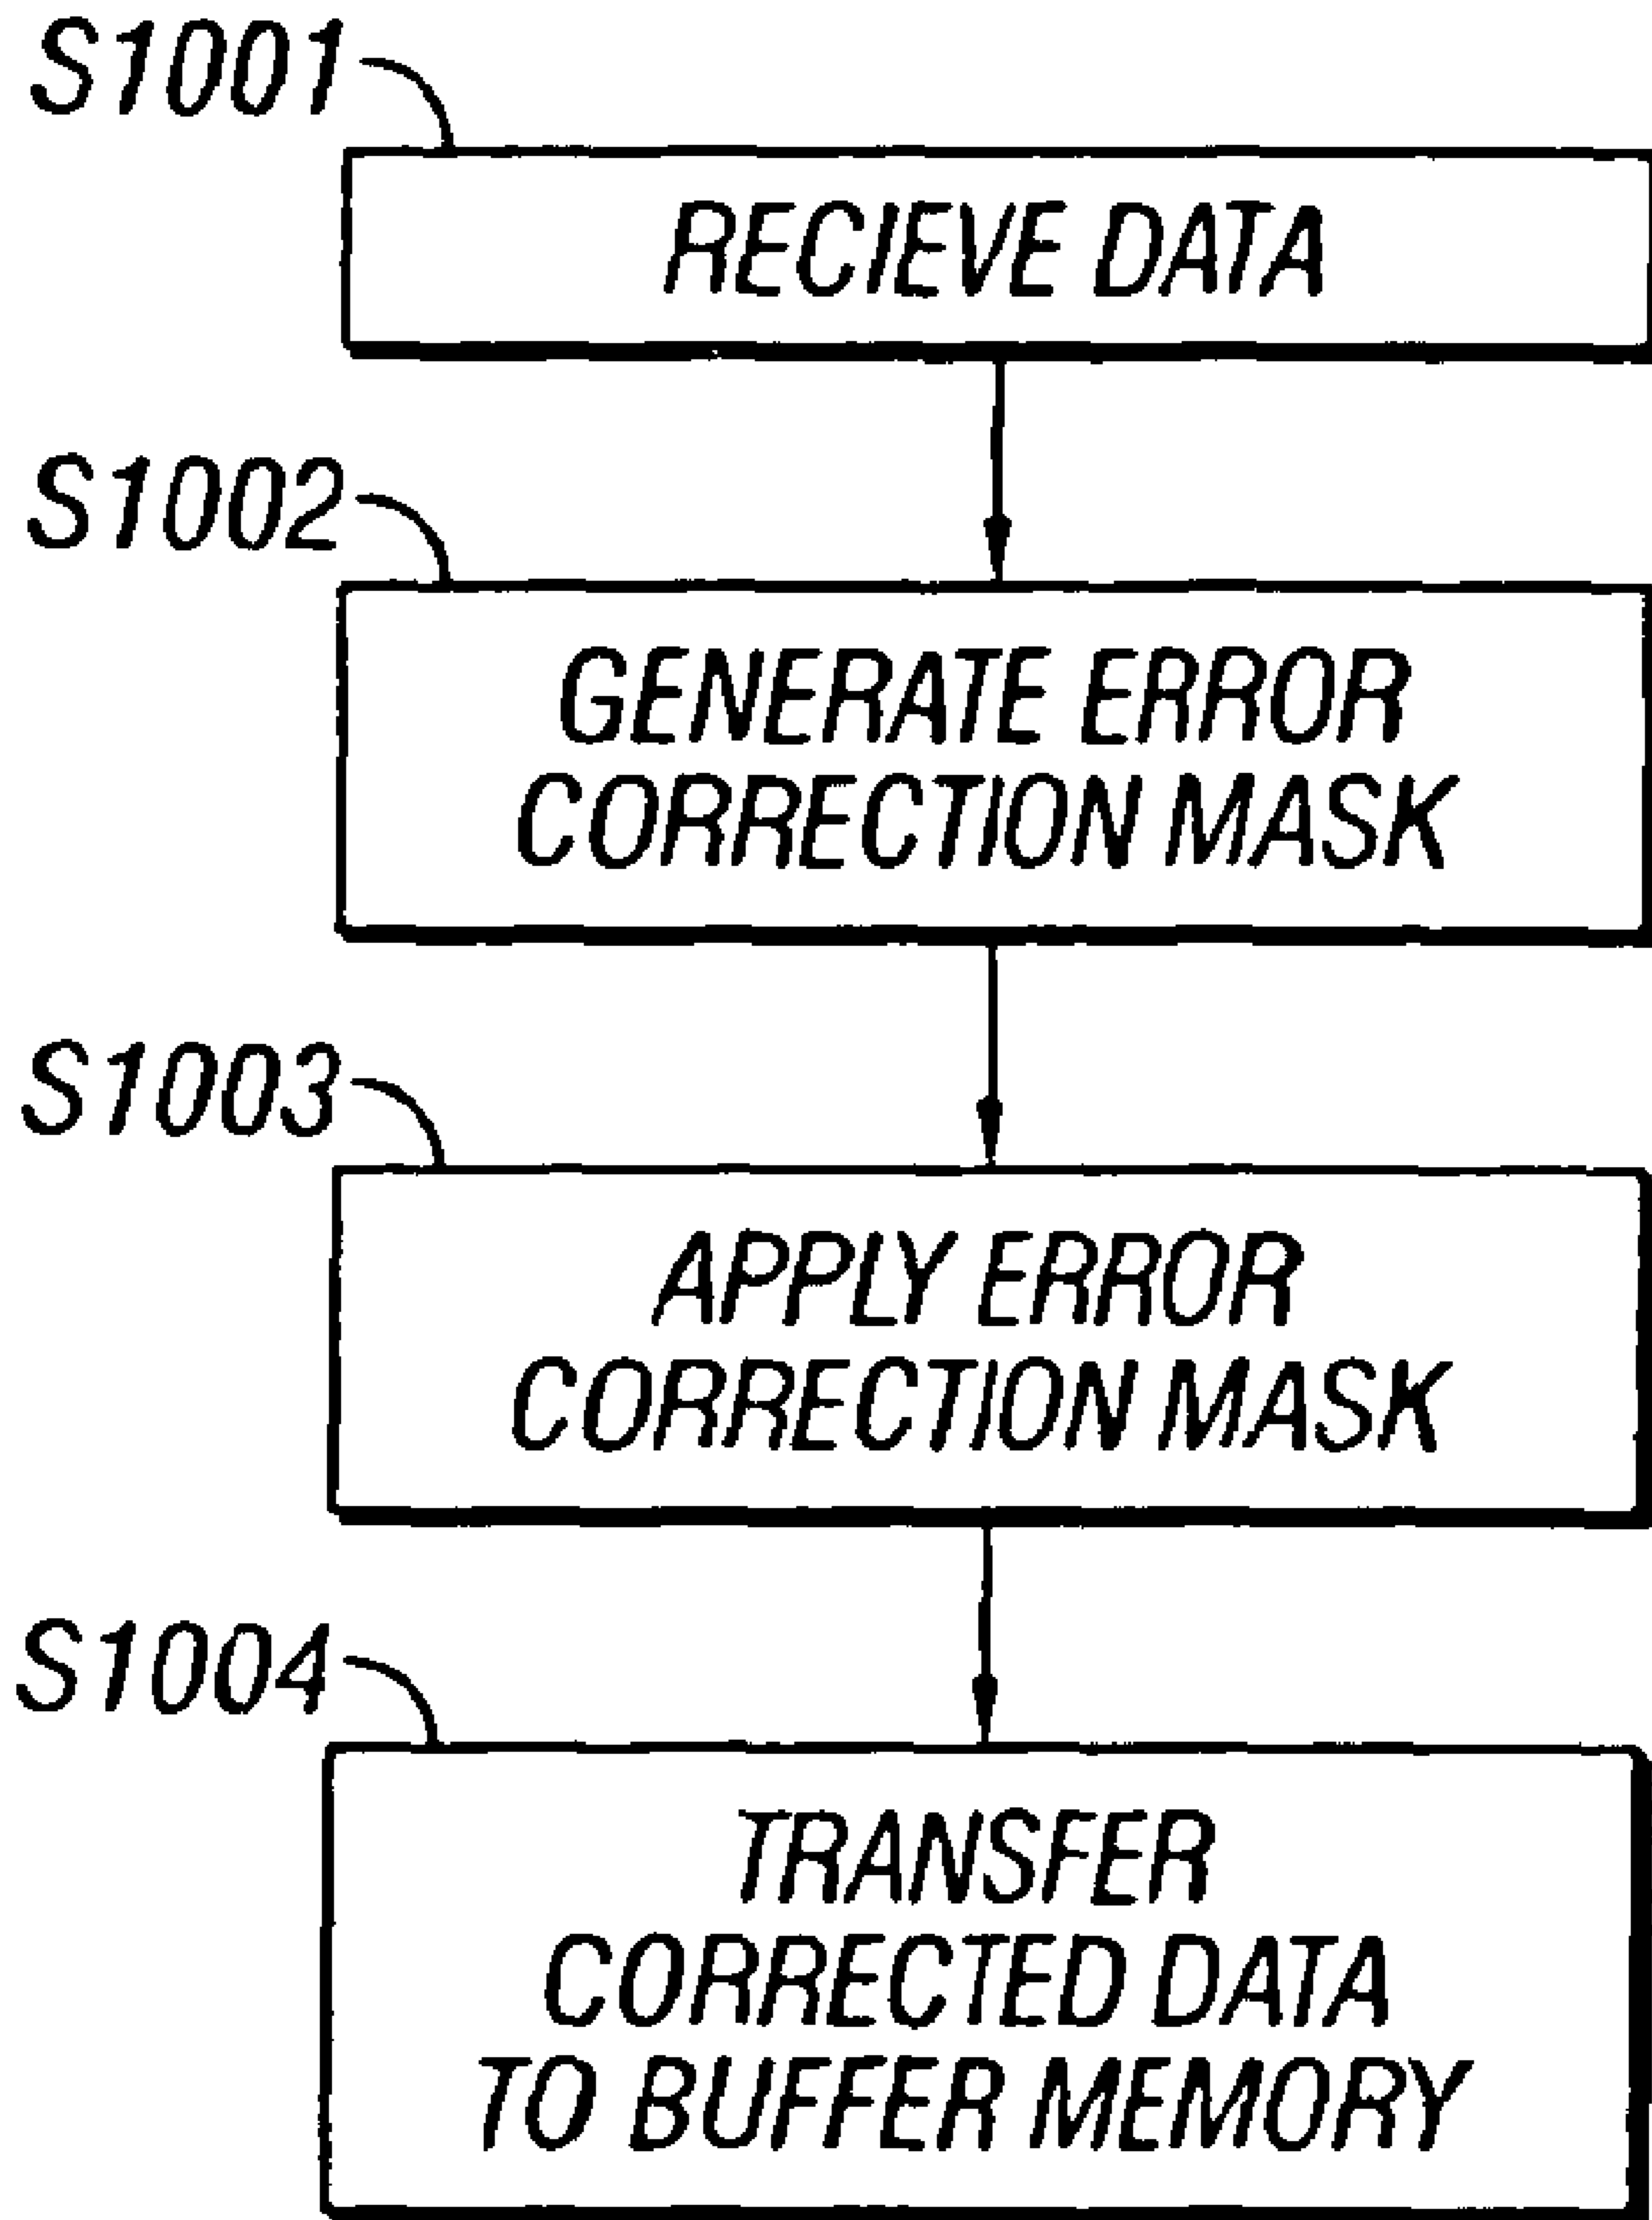 S1001
RECIEVE DATA
S1002
GENERATE ERROR
CORRECTION MASK
S1003
APPLY ERROR
CORRECTION MASK
S1004
TRANSFER
CORRECTED DATA
TO BUFFER MEMORY